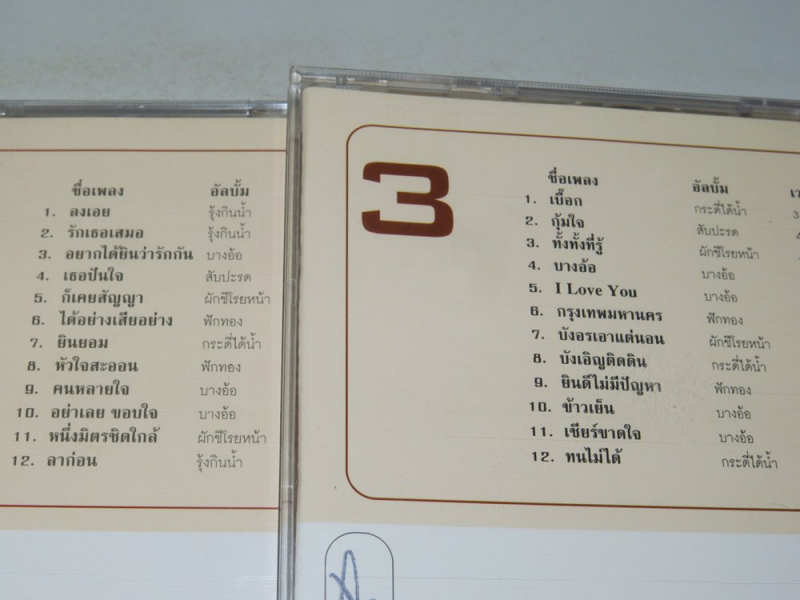 ชื่อเพลง อัลบั้ม
1. ลงเอย รุ้งกินน้ำ
2. รักเธอเสมอ รุ้งกินน้ำ
3. อยากได้ยินว่ารักกัน บางอ้อ
4. เธอปันใจ สับปะรด
5. ก็เคยสัญญา ผักชีโรยหน้า
6. ได้อย่างเสียอย่าง ฟักทอง
7. ยินยอม กระดี่ได้น้ำ
8. หัวใจสะออน ฟักทอง
9. คนหลายใจ บางอ้อ
10. อย่าเลย ขอบใจ บางอ้อ
11. หนึ่งมิตรชิดใกล้ ผักชีโรยหน้า
12. ลาก่อน รุ้งกินน้ำ
3
ชื่อเพลง อัลบั้ม
1. เบื๊อก กระดี่ได้น้ำ
2. กุ้มใจ สับปะรด
3. ทั้งทั้งที่รู้ ผักชีโรยหน้า
4. บางอ้อ บางอ้อ
5. I Love You บางอ้อ
6. กรุงเทพมหานคร ฟักทอง
7. บังอรเอาแต่นอน ผักชีโรยหน้า
8. บังเอิญติดดิน กระดี่ได้น้ำ
9. ยินดีไม่มีปัญหา ฟักทอง
10. ข้าวเย็น บางอ้อ
11. เชียร์ขาดใจ บางอ้อ
12. ทนไม่ได้ กระดี่ได้น้ำ